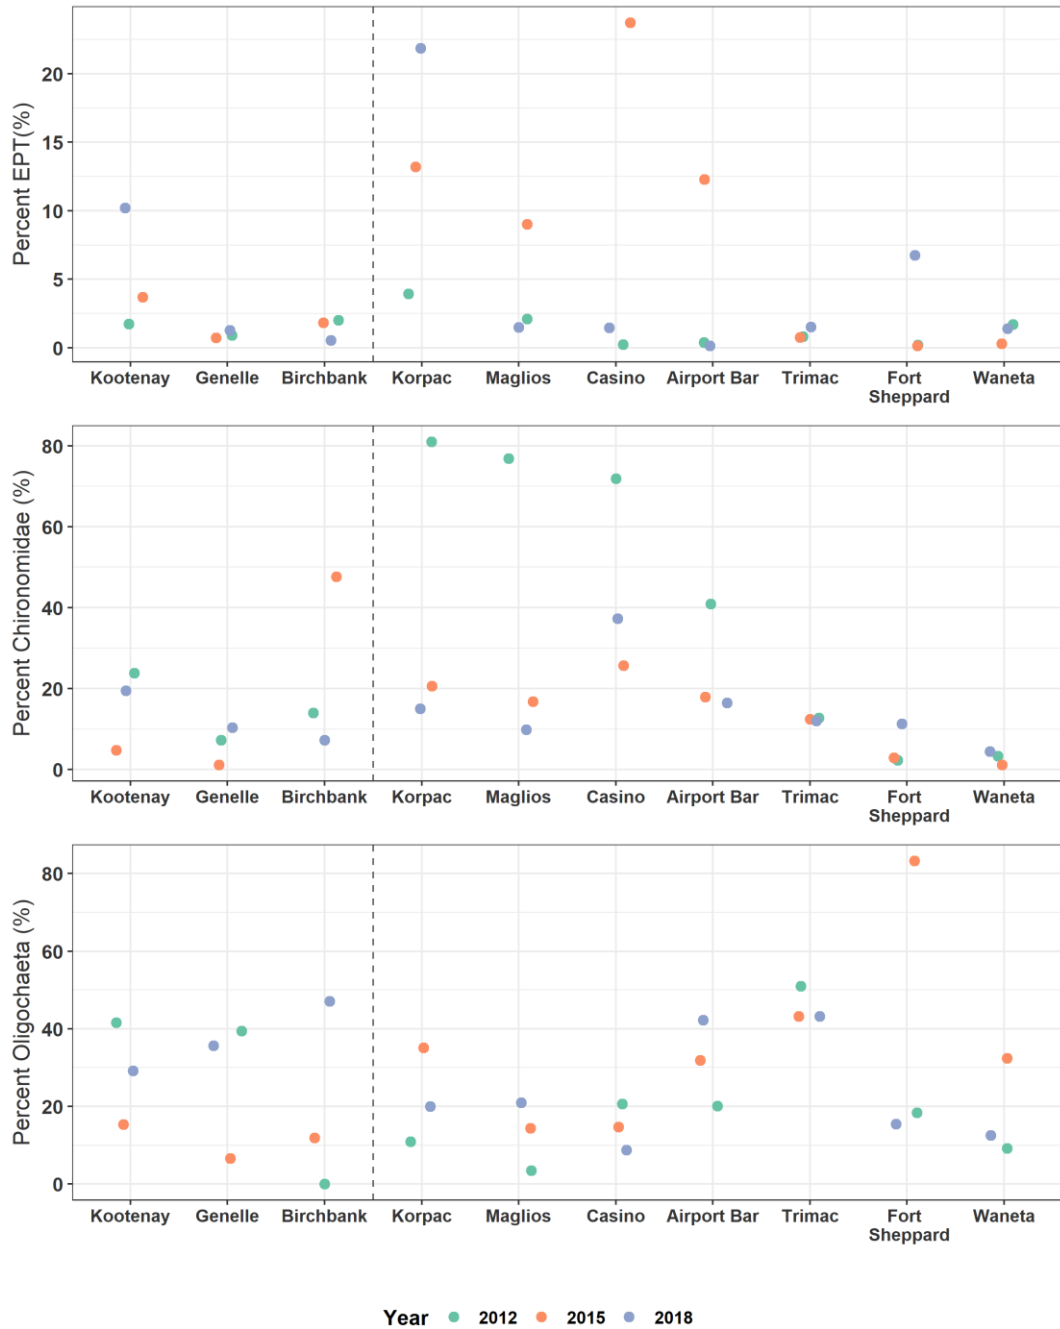 Percent EPT(%)
20
15
10
5
0
Kootenay Genelle Birchbank Korpac Maglios Casino Airport Bar Trimac Fort Sheppard Waneta
Percent Chironomidae (%)
80
60
40
20
0
Kootenay Genelle Birchbank Korpac Maglios Casino Airport Bar Trimac Fort Sheppard Waneta
Percent Oligochaeta (%)
80
60
40
20
0
Kootenay Genelle Birchbank Korpac Maglios Casino Airport Bar Trimac Fort Sheppard Waneta
Year 2012 2015 2018